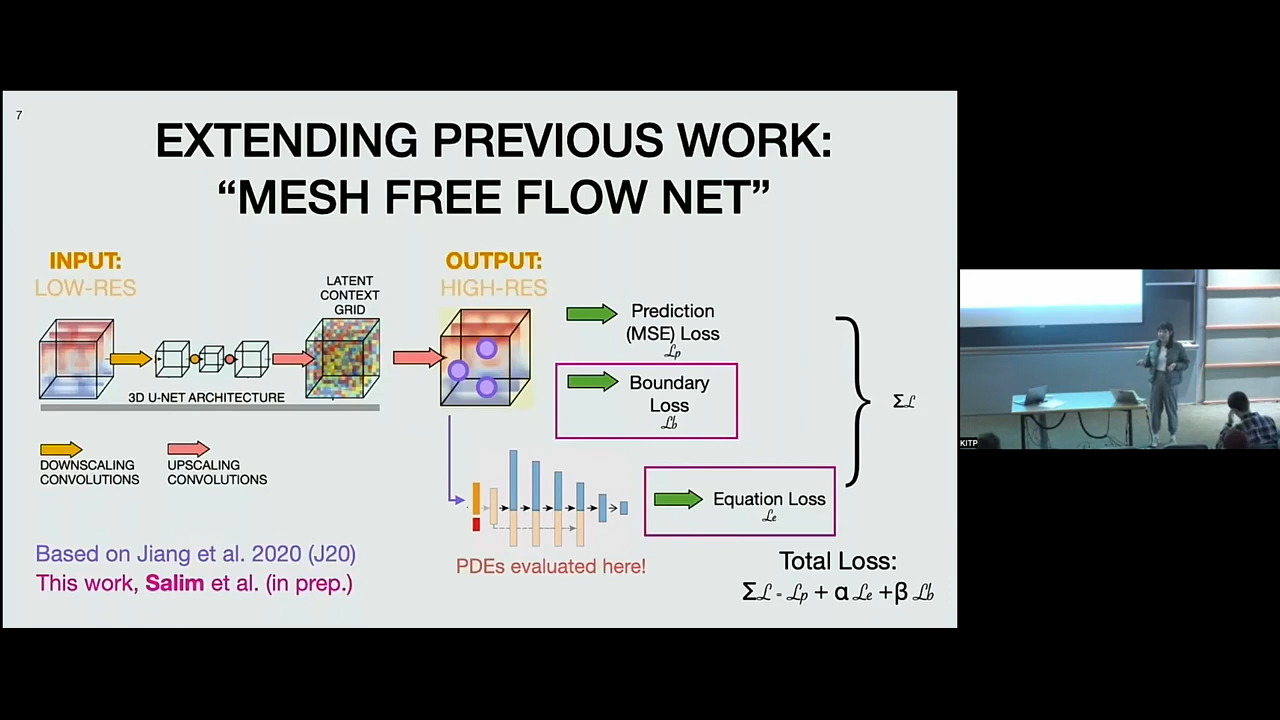 7
EXTENDING PREVIOUS WORK:
“MESH FREE FLOW NET”
INPUT:
LOW-RES
LATENT
CONTEXT
GRID
3D U-NET ARCHITECTURE
DOWNSCALING
CONVOLUTIONS
UPSCALING
CONVOLUTIONS
OUTPUT:
HIGH-RES
Prediction
(MSE) Loss
ℒp
Boundary
Loss
ℒb
Equation Loss
ℒe
Σℒ
PDEs evaluated here!
Based on Jiang et al. 2020 (J20)
This work, Salim et al. (in prep.)
Total Loss:
Σℒ = ℒp + α ℒe + β ℒb
KITP